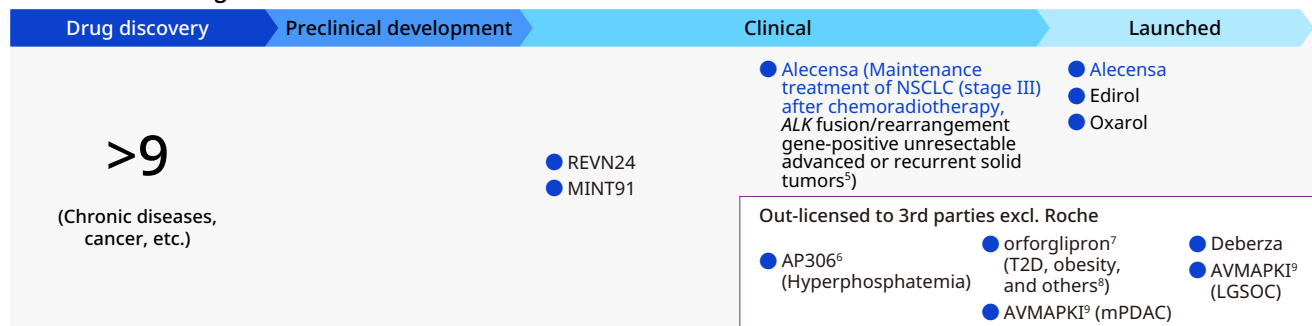 Drug discovery
Preclinical development
Clinical
Launched
>9
(Chronic diseases,
cancer, etc.)
REVN24
MINT91
Alecensa (Maintenance
treatment of NSCLC (stage III)
after chemoradiotherapy,
ALK fusion/rearrangement
gene-positive unresectable
advanced or recurrent solid
tumors⁵)
Alecensa
Edirol
Oxarol
Out-licensed to 3rd parties excl. Roche
AP306⁶
(Hyperphosphatemia)
orforglipron⁷
(T2D, obesity,
and others⁸)
AVMAPKI⁹ (mPDAC)
Deberza
AVMAPKI⁹
(LGSOC)